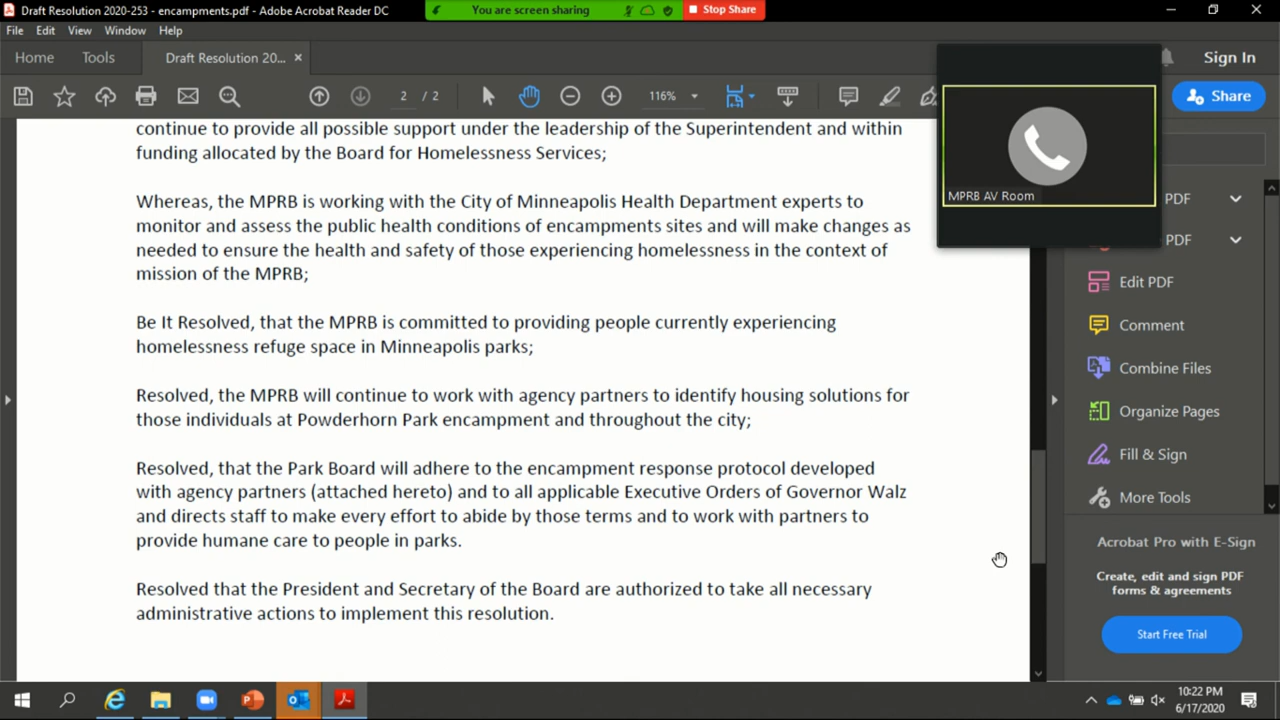 Draft Resolution 2020-253 - encampments.pdf - Adobe Acrobat Reader DC
You are screen sharing
Stop Share
File Edit View Window Help
Home Tools Draft Resolution 20... ×
Sign In
2 / 2
116%
Share
MPRB AV Room
continue to provide all possible support under the leadership of the Superintendent and within
funding allocated by the Board for Homelessness Services;
Whereas, the MPRB is working with the City of Minneapolis Health Department experts to
monitor and assess the public health conditions of encampments sites and will make changes as
needed to ensure the health and safety of those experiencing homelessness in the context of
mission of the MPRB;
Be It Resolved, that the MPRB is committed to providing people currently experiencing
homelessness refuge space in Minneapolis parks;
Resolved, the MPRB will continue to work with agency partners to identify housing solutions for
those individuals at Powderhorn Park encampment and throughout the city;
Resolved, that the Park Board will adhere to the encampment response protocol developed
with agency partners (attached hereto) and to all applicable Executive Orders of Governor Walz
and directs staff to make every effort to abide by those terms and to work with partners to
provide humane care to people in parks.
Resolved that the President and Secretary of the Board are authorized to take all necessary
administrative actions to implement this resolution.
PDF
PDF
Edit PDF
Comment
Combine Files
Organize Pages
Fill & Sign
More Tools
Acrobat Pro with E-Sign
Create, edit and sign PDF
forms & agreements
Start Free Trial
10:22 PM
6/17/2020